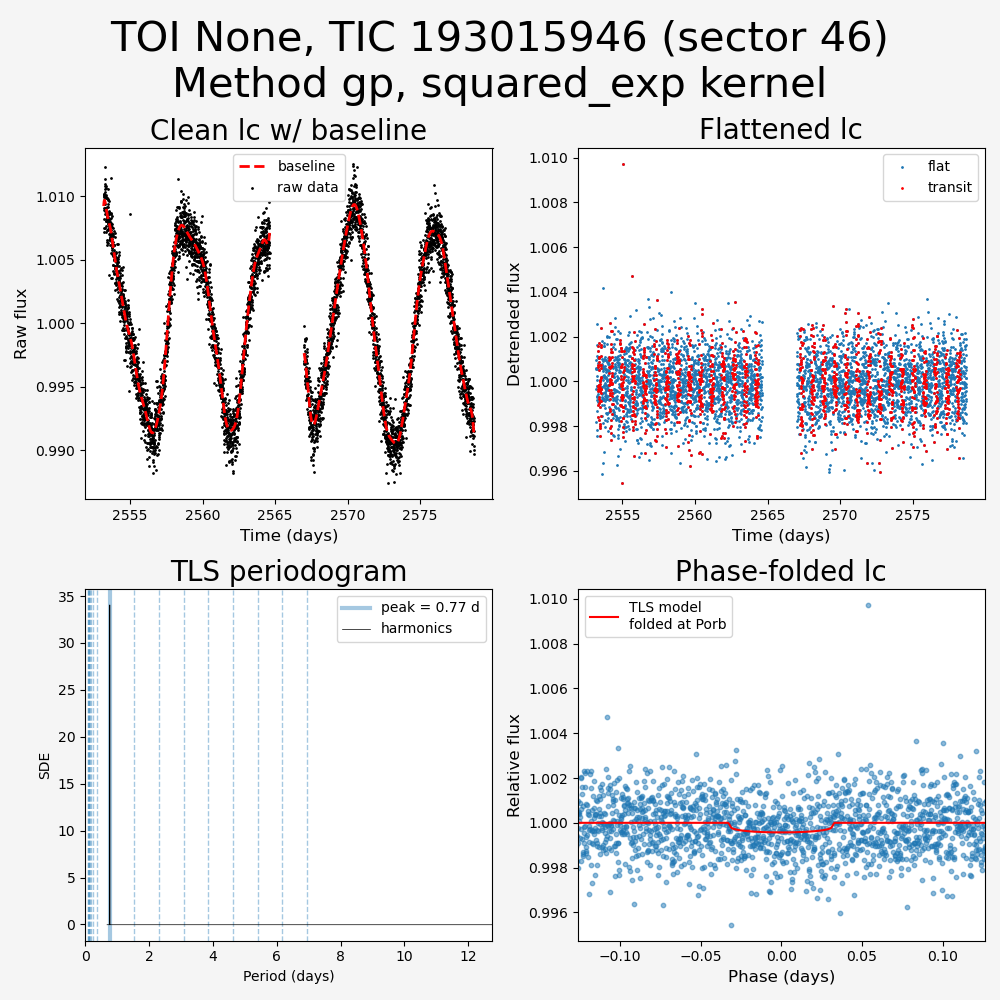 TOI None, TIC 193015946 (sector 46)
Method gp, squared_exp kernel
Clean lc w/ baseline
baseline
raw data
Raw flux
1.010
1.005
1.000
0.995
0.990
2555
2560
2565
2570
2575
Time (days)
Flattened lc
flat
transit
Detrended flux
1.010
1.008
1.006
1.004
1.002
1.000
0.998
0.996
2555
2560
2565
2570
2575
Time (days)
TLS periodogram
peak = 0.77 d
harmonics
SDE
35
30
25
20
15
10
5
0
0
2
4
6
8
10
12
Period (days)
Phase-folded lc
TLS model
folded at Porb
Relative flux
1.010
1.008
1.006
1.004
1.002
1.000
0.998
0.996
−0.10
−0.05
0.00
0.05
0.10
Phase (days)